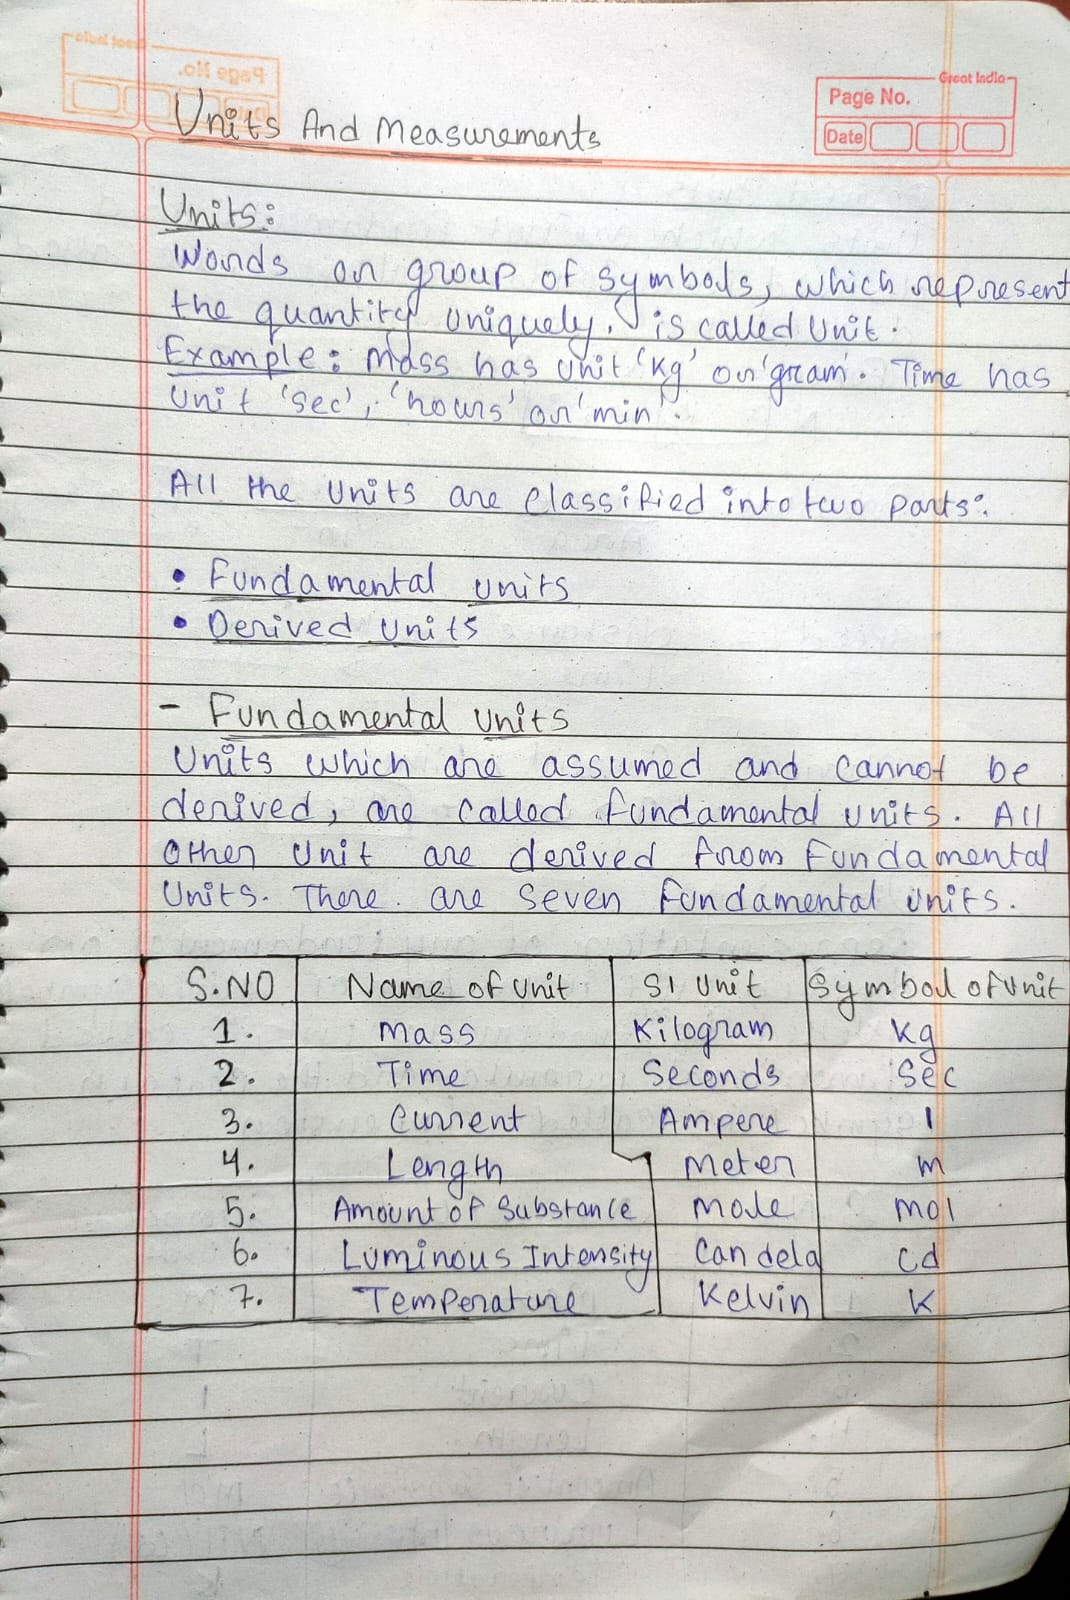 Great India
Page No.
Date
Units And Measurements
Units:
Words or group of symbols, which represent
the quantity uniquely, is called Unit.
Example: Mass has unit 'kg' or 'gram'. Time has
Unit 'sec', 'hours' or 'min'.
All the units are classified into two parts:
• Fundamental units
• Derived units
- Fundamental units
Units which are assumed and cannot be
derived, are called fundamental units. All
Other Unit are derived from Fundamental
Units. There are seven fundamental units.
S.NO Name of unit SI Unit Symbol of unit
1. Mass Kilogram kg
2. Time Seconds Sec
3. Current Ampere I
4. Length Meter m
5. Amount of Substance Mole mol
6. Luminous Intensity Candela Cd
7. Temperature Kelvin K